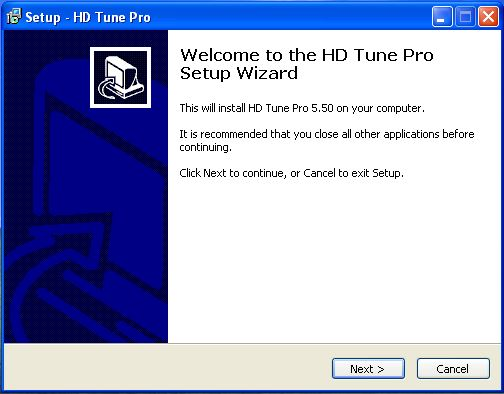 Setup - HD Tune Pro
Welcome to the HD Tune Pro
Setup Wizard
This will install HD Tune Pro 5.50 on your computer.
It is recommended that you close all other applications before
continuing.
Click Next to continue, or Cancel to exit Setup.
Next >
Cancel